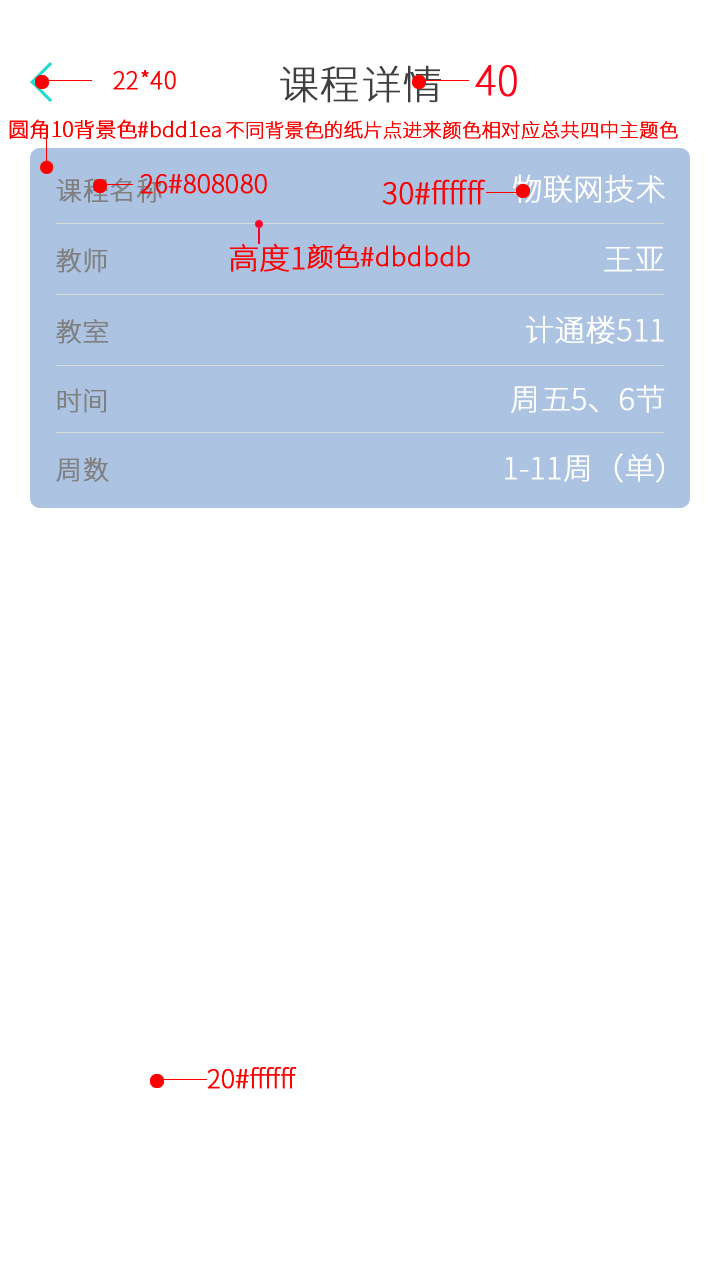 22*40 课程详情 40
圆角10背景色#bdd1ea 不同背景色的纸片点进来颜色相对应总共四中主题色
课程名称 26#808080 30#ffffff 物联网技术
教师 高度1颜色#dbdbdb 王亚
教室 计通楼511
时间 周五5、6节
周数 1-11周（单）
20#ffffff